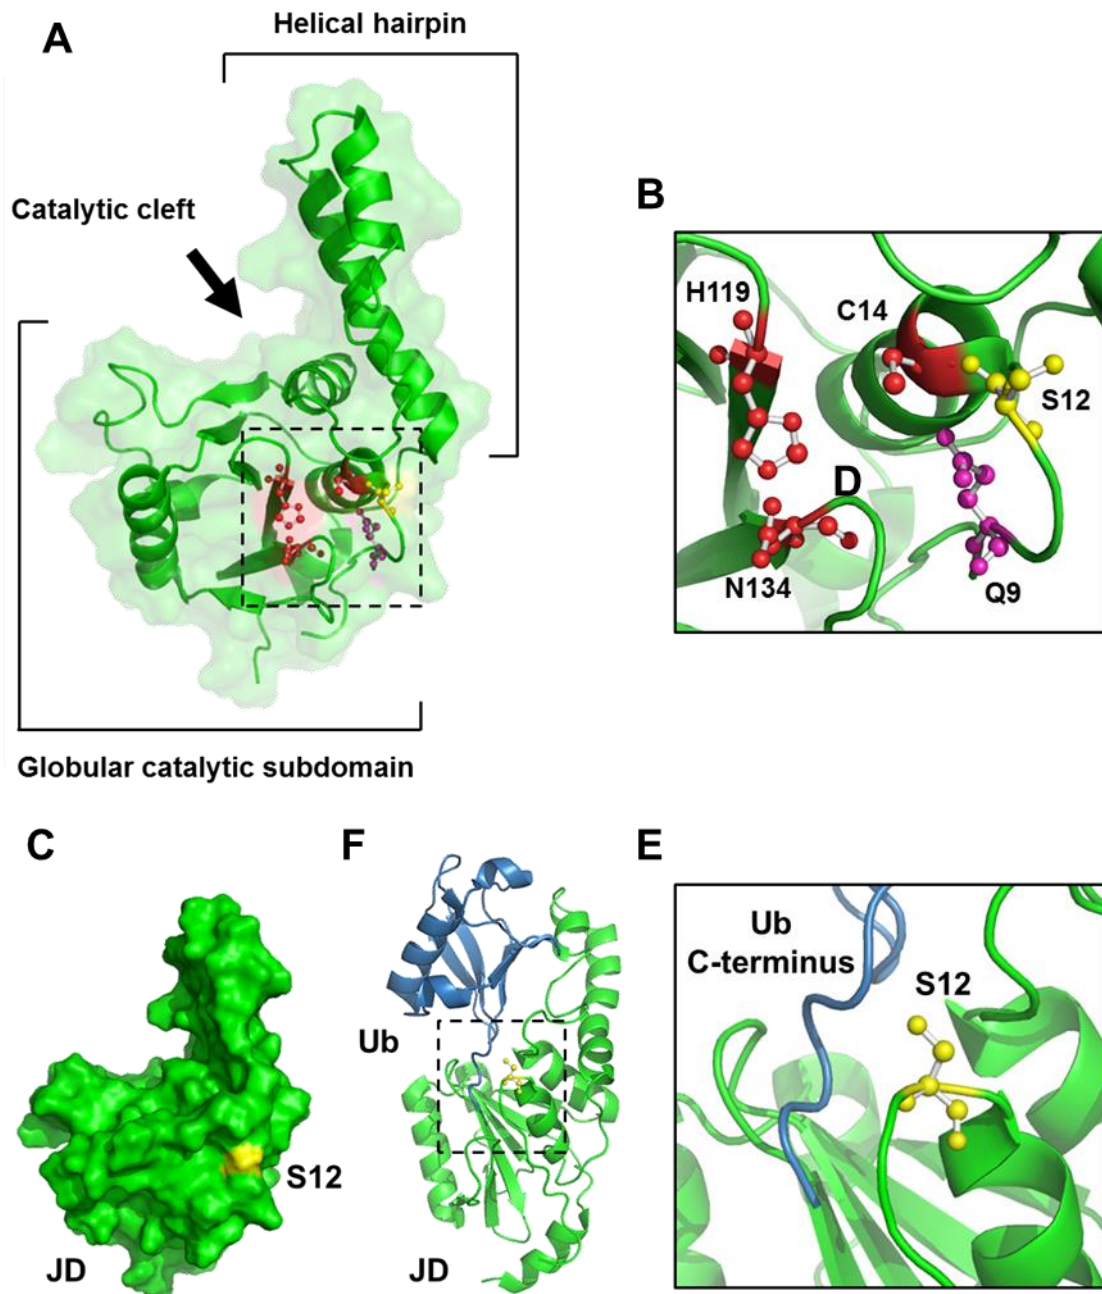 A
Helical hairpin
Catalytic cleft
Globular catalytic subdomain
B
H119
C14
S12
D
N134
Q9
C
S12
JD
F
Ub
JD
E
Ub
C-terminus
S12